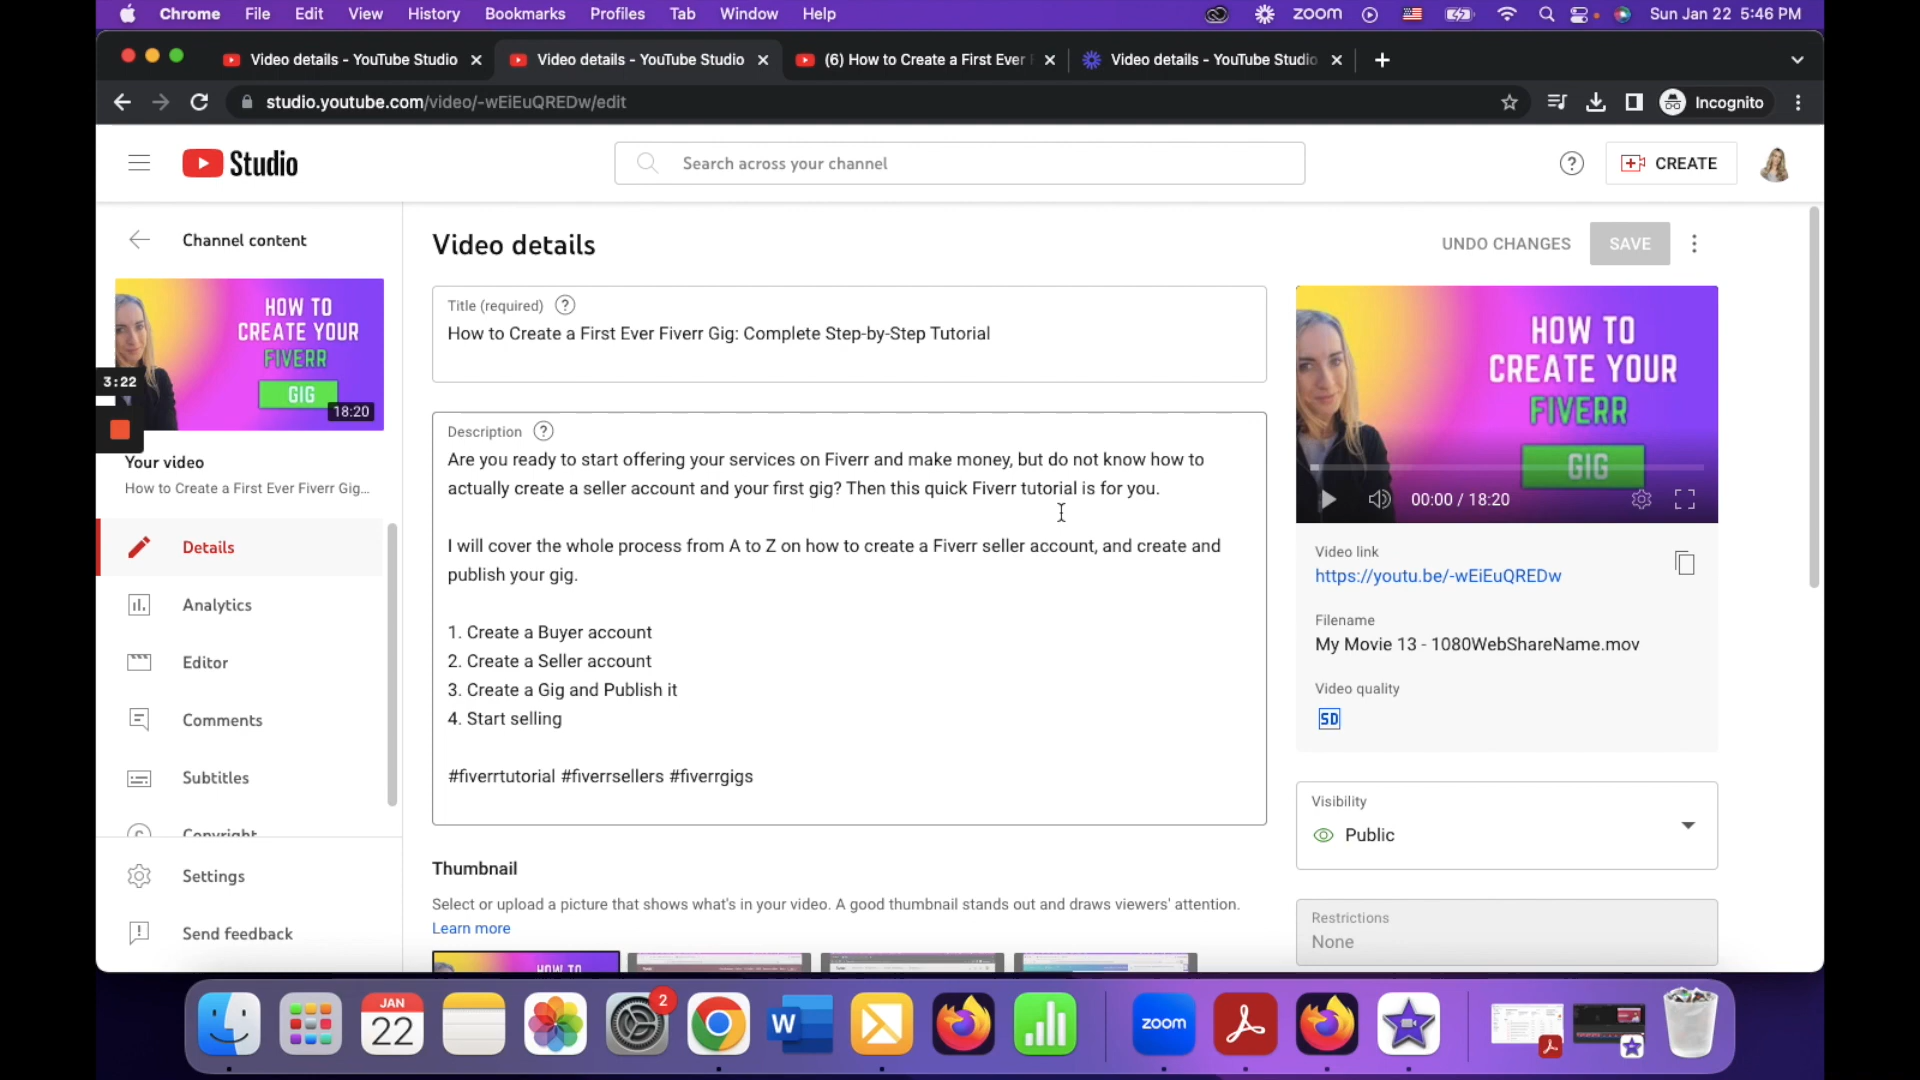 Chrome File Edit View History Bookmarks Profiles Tab Window Help zoom Sun Jan 22 5:46 PM
Video details - YouTube Studio Video details - YouTube Studio (6) How to Create a First Ever Video details - YouTube Studio
studio.youtube.com/video/-wEiEuQREDw/edit Incognito
Studio Search across your channel CREATE
Channel content
HOW TO
CREATE YOUR
FIVERR
GIG
18:20
3:22
Your video
How to Create a First Ever Fiverr Gig...
Details
Analytics
Editor
Comments
Subtitles
Copyright
Settings
Send feedback
Video details
UNDO CHANGES SAVE
Title (required)
How to Create a First Ever Fiverr Gig: Complete Step-by-Step Tutorial
Description
Are you ready to start offering your services on Fiverr and make money, but do not know how to
actually create a seller account and your first gig? Then this quick Fiverr tutorial is for you.
I will cover the whole process from A to Z on how to create a Fiverr seller account, and create and
publish your gig.
1. Create a Buyer account
2. Create a Seller account
3. Create a Gig and Publish it
4. Start selling
#fiverrtutorial #fiverrsellers #fiverrgigs
Thumbnail
Select or upload a picture that shows what's in your video. A good thumbnail stands out and draws viewers' attention.
Learn more
HOW TO
HOW TO
CREATE YOUR
FIVERR
GIG
00:00 / 18:20
Video link
https://youtu.be/-wEiEuQREDw
Filename
My Movie 13 - 1080WebShareName.mov
Video quality
SD
Visibility
Public
Restrictions
None
JAN
22
2
W
zoom